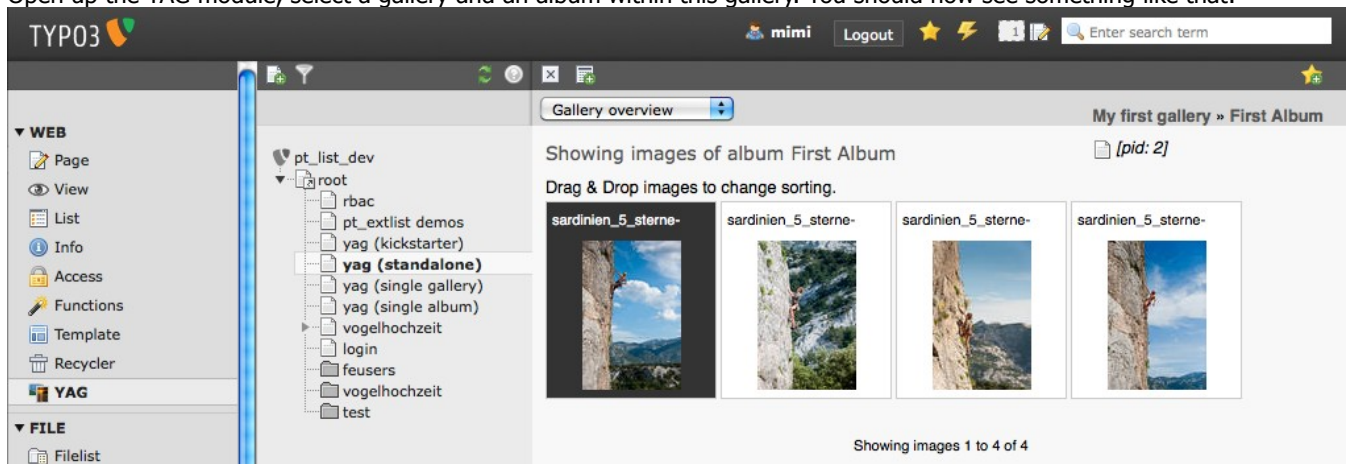 Open up the YAG module, select a gallery and an album within this gallery. You should now see something like that:
TYPO3
mimi
Logout
1
Enter search term
Gallery overview
My first gallery » First Album
[pid: 2]
WEB
Page
View
List
Info
Access
Functions
Template
Recycler
YAG
FILE
Filelist
pt_list_dev
root
rbac
pt_extlist demos
yag (kickstarter)
yag (standalone)
yag (single gallery)
yag (single album)
vogelhochzeit
login
feusers
vogelhochzeit
test
Showing images of album First Album
Drag & Drop images to change sorting.
sardinien_5_sterne- sardinien_5_sterne- sardinien_5_sterne- sardinien_5_sterne-
Showing images 1 to 4 of 4